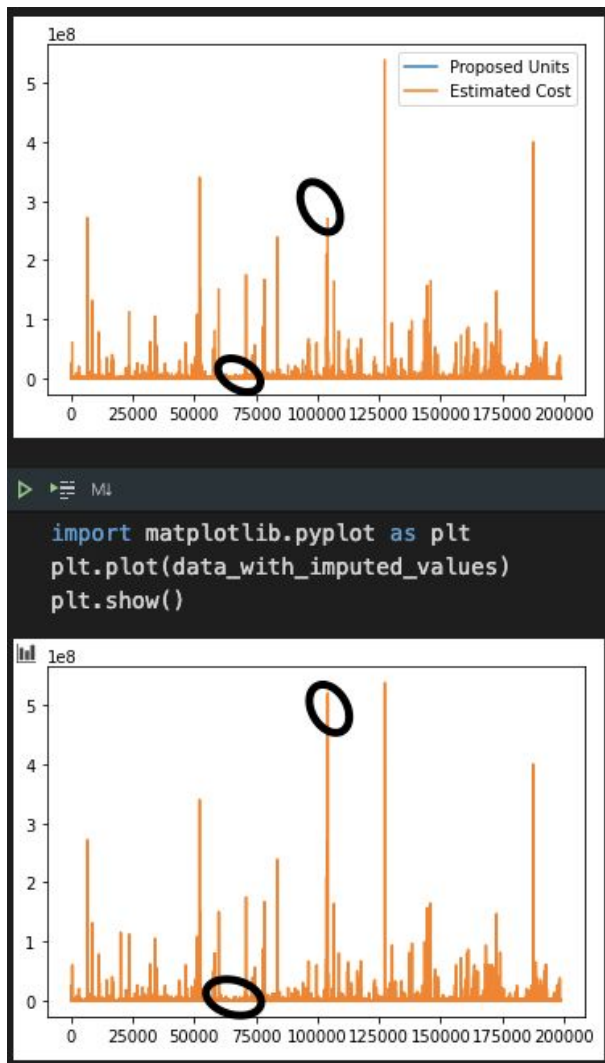 1e8
Proposed Units
Estimated Cost
5
4
3
2
1
0
0 25000 50000 75000 100000 125000 150000 175000 200000
M↓
import matplotlib.pyplot as plt
plt.plot(data_with_imputed_values)
plt.show()
1e8
5
4
3
2
1
0
0 25000 50000 75000 100000 125000 150000 175000 200000